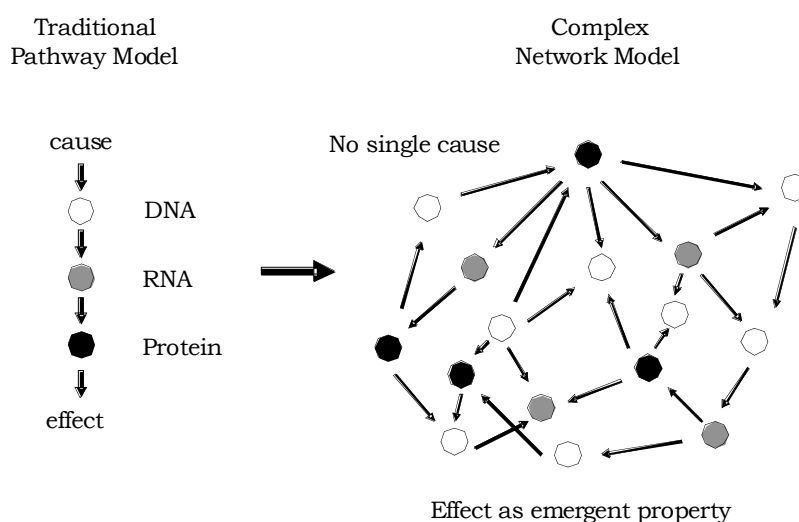 Traditional
Pathway Model
cause
DNA
RNA
Protein
effect
Complex
Network Model
No single cause
Effect as emergent property